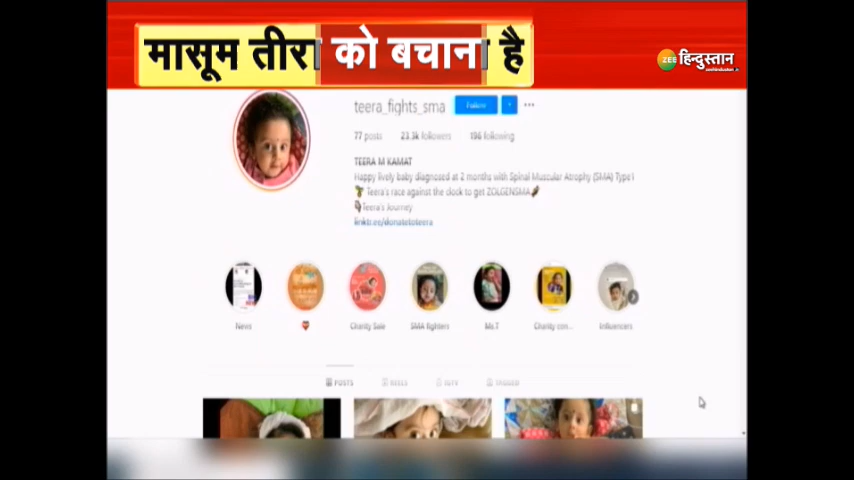 मासूम तीरा को बचाना है
ZEE हिन्दुस्तान
teera_fights_sma Follow
77 posts 23.3k followers 196 following
TEERA M KAMAT
Happy lively baby diagnosed at 2 months with Spinal Muscular Atrophy (SMA) Type1
Teera's race against the clock to get ZOLGENSMA
Teera's Journey
linktr.ee/donatetoteera
News Charity Sale SMA fighters Ms.T Charity con... Influencers
POSTS REELS IGTV TAGGED